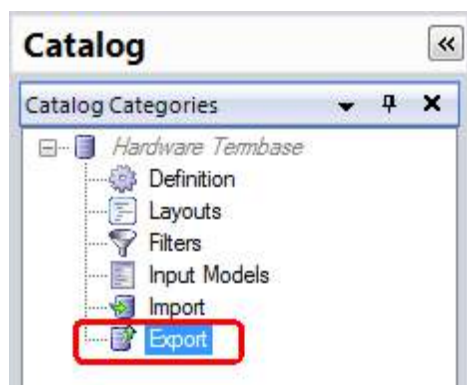 Catalog
Catalog Categories
Hardware Termbase
Definition
Layouts
Filters
Input Models
Import
Export